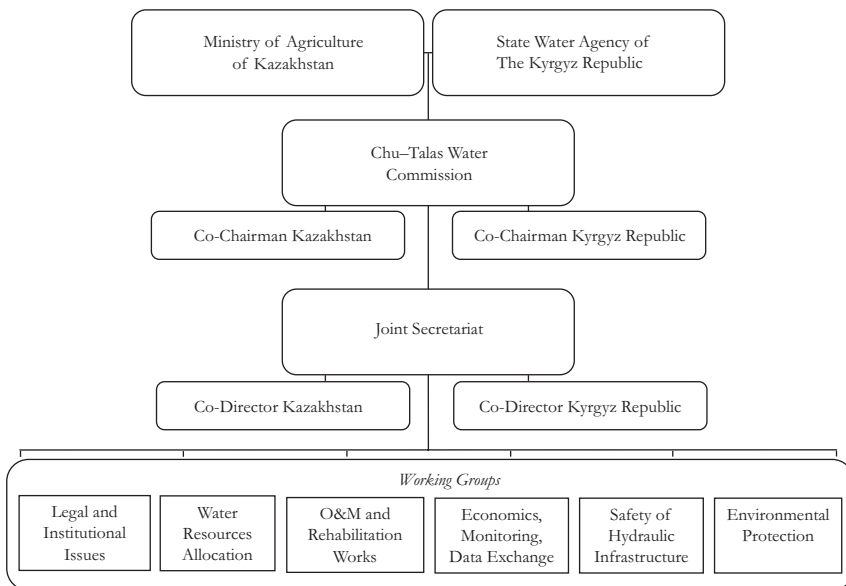 Ministry of Agriculture
of Kazakhstan
State Water Agency of
The Kyrgyz Republic
Chu–Talas Water
Commission
Co-Chairman Kazakhstan
Co-Chairman Kyrgyz Republic
Joint Secretariat
Co-Director Kazakhstan
Co-Director Kyrgyz Republic
Working Groups
Legal and
Institutional
Issues
Water
Resources
Allocation
O&M and
Rehabilitation
Works
Economics,
Monitoring,
Data Exchange
Safety of
Hydraulic
Infrastructure
Environmental
Protection